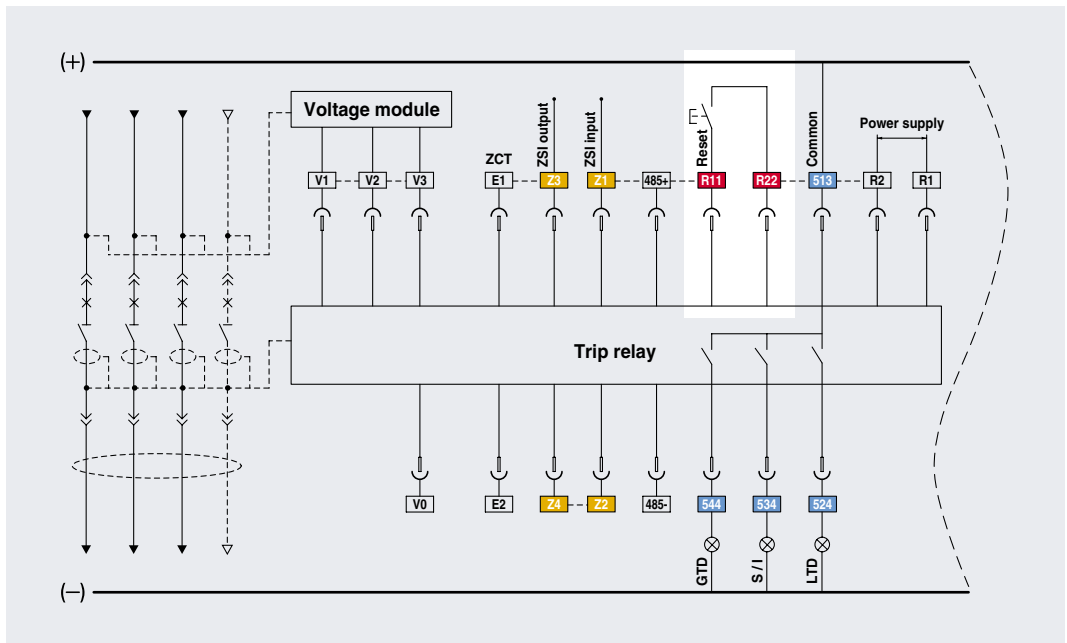 (+)
Voltage module
ZCT
ZSI output
ZSI input
Reset
Common
Power supply
V1
V2
V3
E1
Z3
Z1
485+
R11
R22
513
R2
R1
Trip relay
V0
E2
Z4
Z2
485-
544
534
524
GTD
S / I
LTD
(—)